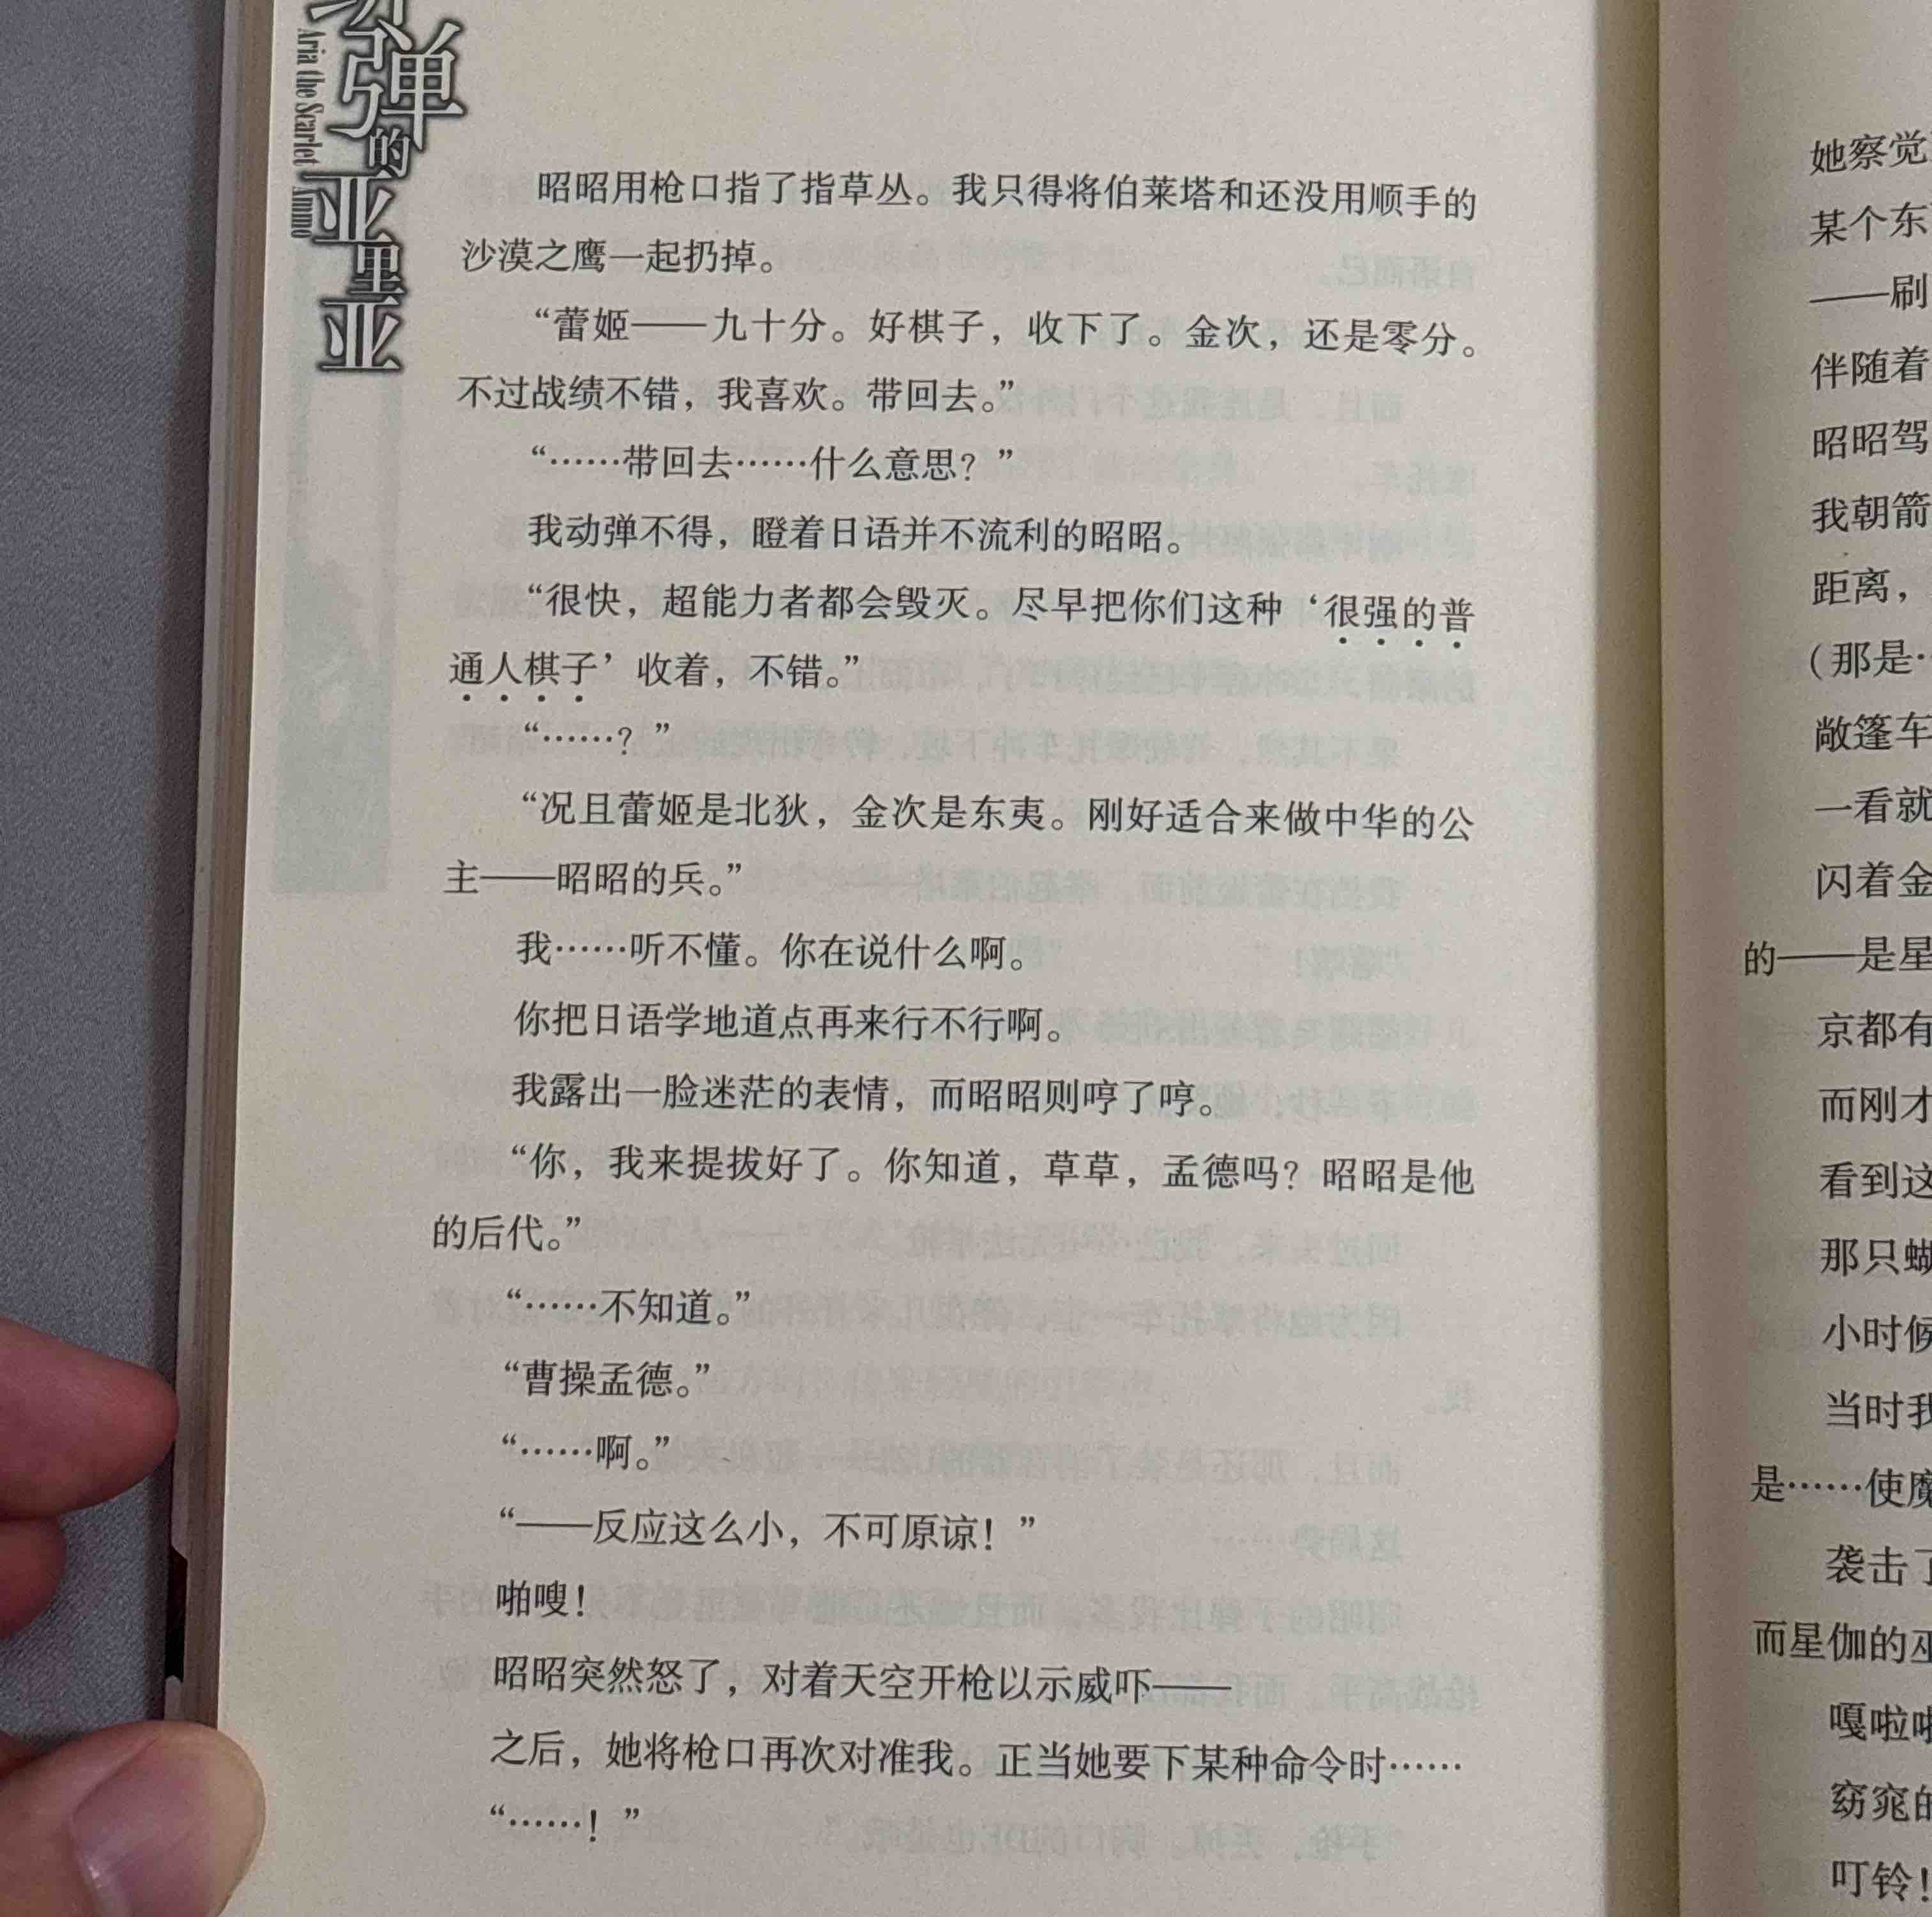 弹的亚里亚
Aria the Scarlet Ammo
昭昭用枪口指了指草丛。我只得将伯莱塔和还没用顺手的
沙漠之鹰一起扔掉。
“蕾姬——九十分。好棋子，收下了。金次，还是零分。
不过战绩不错，我喜欢。带回去。”
“……带回去……什么意思？”
我动弹不得，瞪着日语并不流利的昭昭。
“很快，超能力者都会毁灭。尽早把你们这种‘很强的普
通人棋子’收着，不错。”
“……？”
“况且蕾姬是北狄，金次是东夷。刚好适合来做中华的公
主——昭昭的兵。”
我……听不懂。你在说什么啊。
你把日语学地道点再来行不行啊。
我露出一脸迷茫的表情，而昭昭则哼了哼。
“你，我来提拔好了。你知道，草草，孟德吗？昭昭是他
的后代。”
“……不知道。”
“曹操孟德。”
“……啊。”
“——反应这么小，不可原谅！”
啪嗖！
昭昭突然怒了，对着天空开枪以示威吓——
之后，她将枪口再次对准我。正当她要下某种命令时……
“……！”
她察觉
某个东
——刷
伴随着
昭昭驾
我朝箭
距离，
（那是…
敞篷车
一看就
闪着金
的——是星
京都有
而刚才
看到这
那只蝴
小时候
当时我
是……使魔
袭击了
而星伽的巫
嘎啦啦
窈窕的
叮铃！